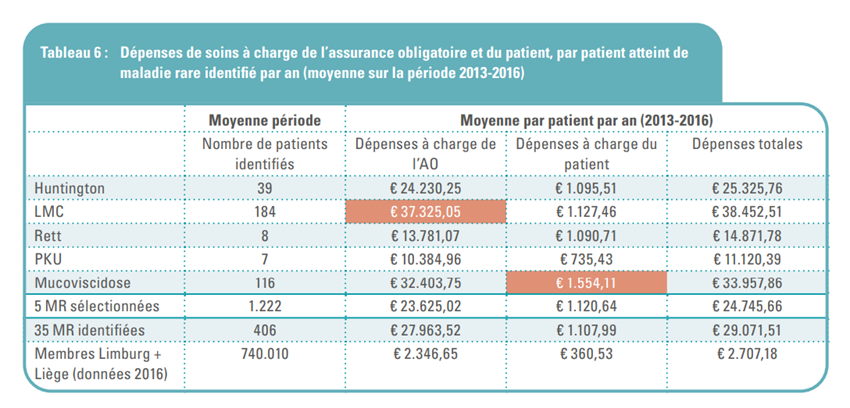 Tableau 6 : Dépenses de soins à charge de l'assurance obligatoire et du patient, par patient atteint de
maladie rare identifié par an (moyenne sur la période 2013-2016)
Moyenne période Moyenne par patient par an (2013-2016)
Nombre de patients identifiés Dépenses à charge de l'AO Dépenses à charge du patient Dépenses totales
Huntington 39 € 24.230,25 € 1.095,51 € 25.325,76
LMC 184 € 37.325,05 € 1.127,46 € 38.452,51
Rett 8 € 13.781,07 € 1.090,71 € 14.871,78
PKU 7 € 10.384,96 € 735,43 € 11.120,39
Mucoviscidose 116 € 32.403,75 € 1.554,11 € 33.957,86
5 MR sélectionnées 1.222 € 23.625,02 € 1.120,64 € 24.745,66
35 MR identifiées 406 € 27.963,52 € 1.107,99 € 29.071,51
Membres Limburg + 740.010 € 2.346,65 € 360,53 € 2.707,18
Liège (données 2016)